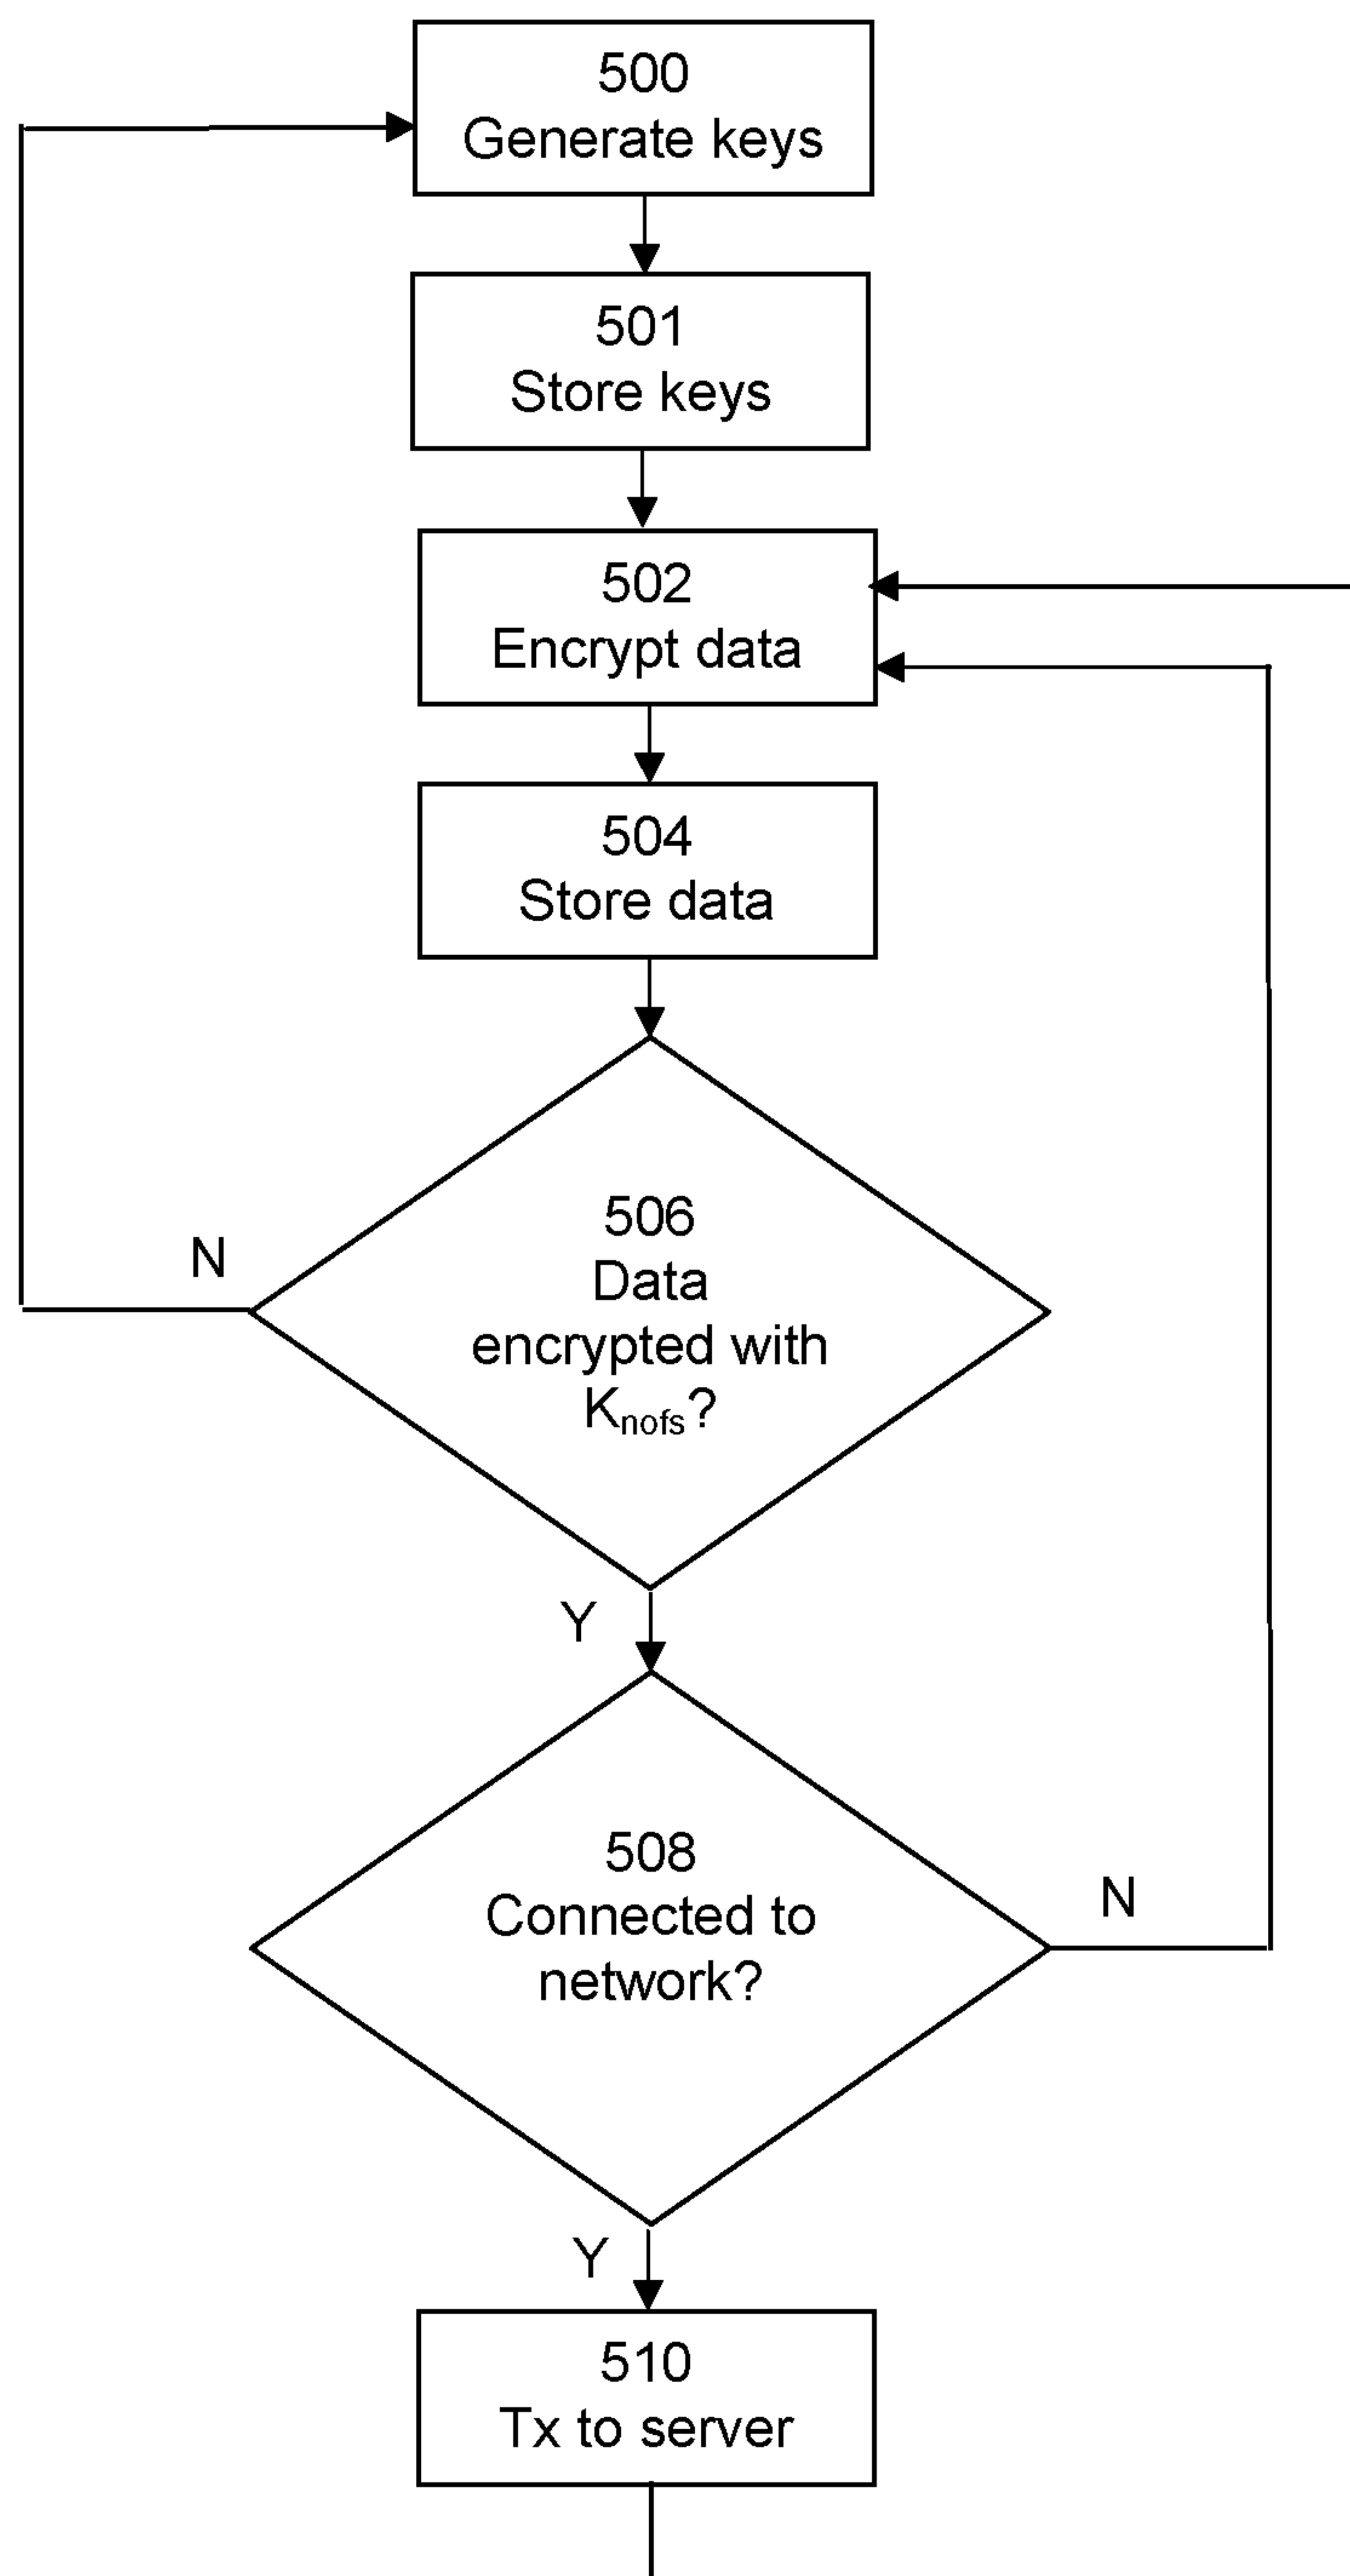 500
Generate keys
501
Store keys
502
Encrypt data
504
Store data
506
Data
encrypted with
Knofs?
N
Y
508
Connected to
network?
N
Y
510
Tx to server